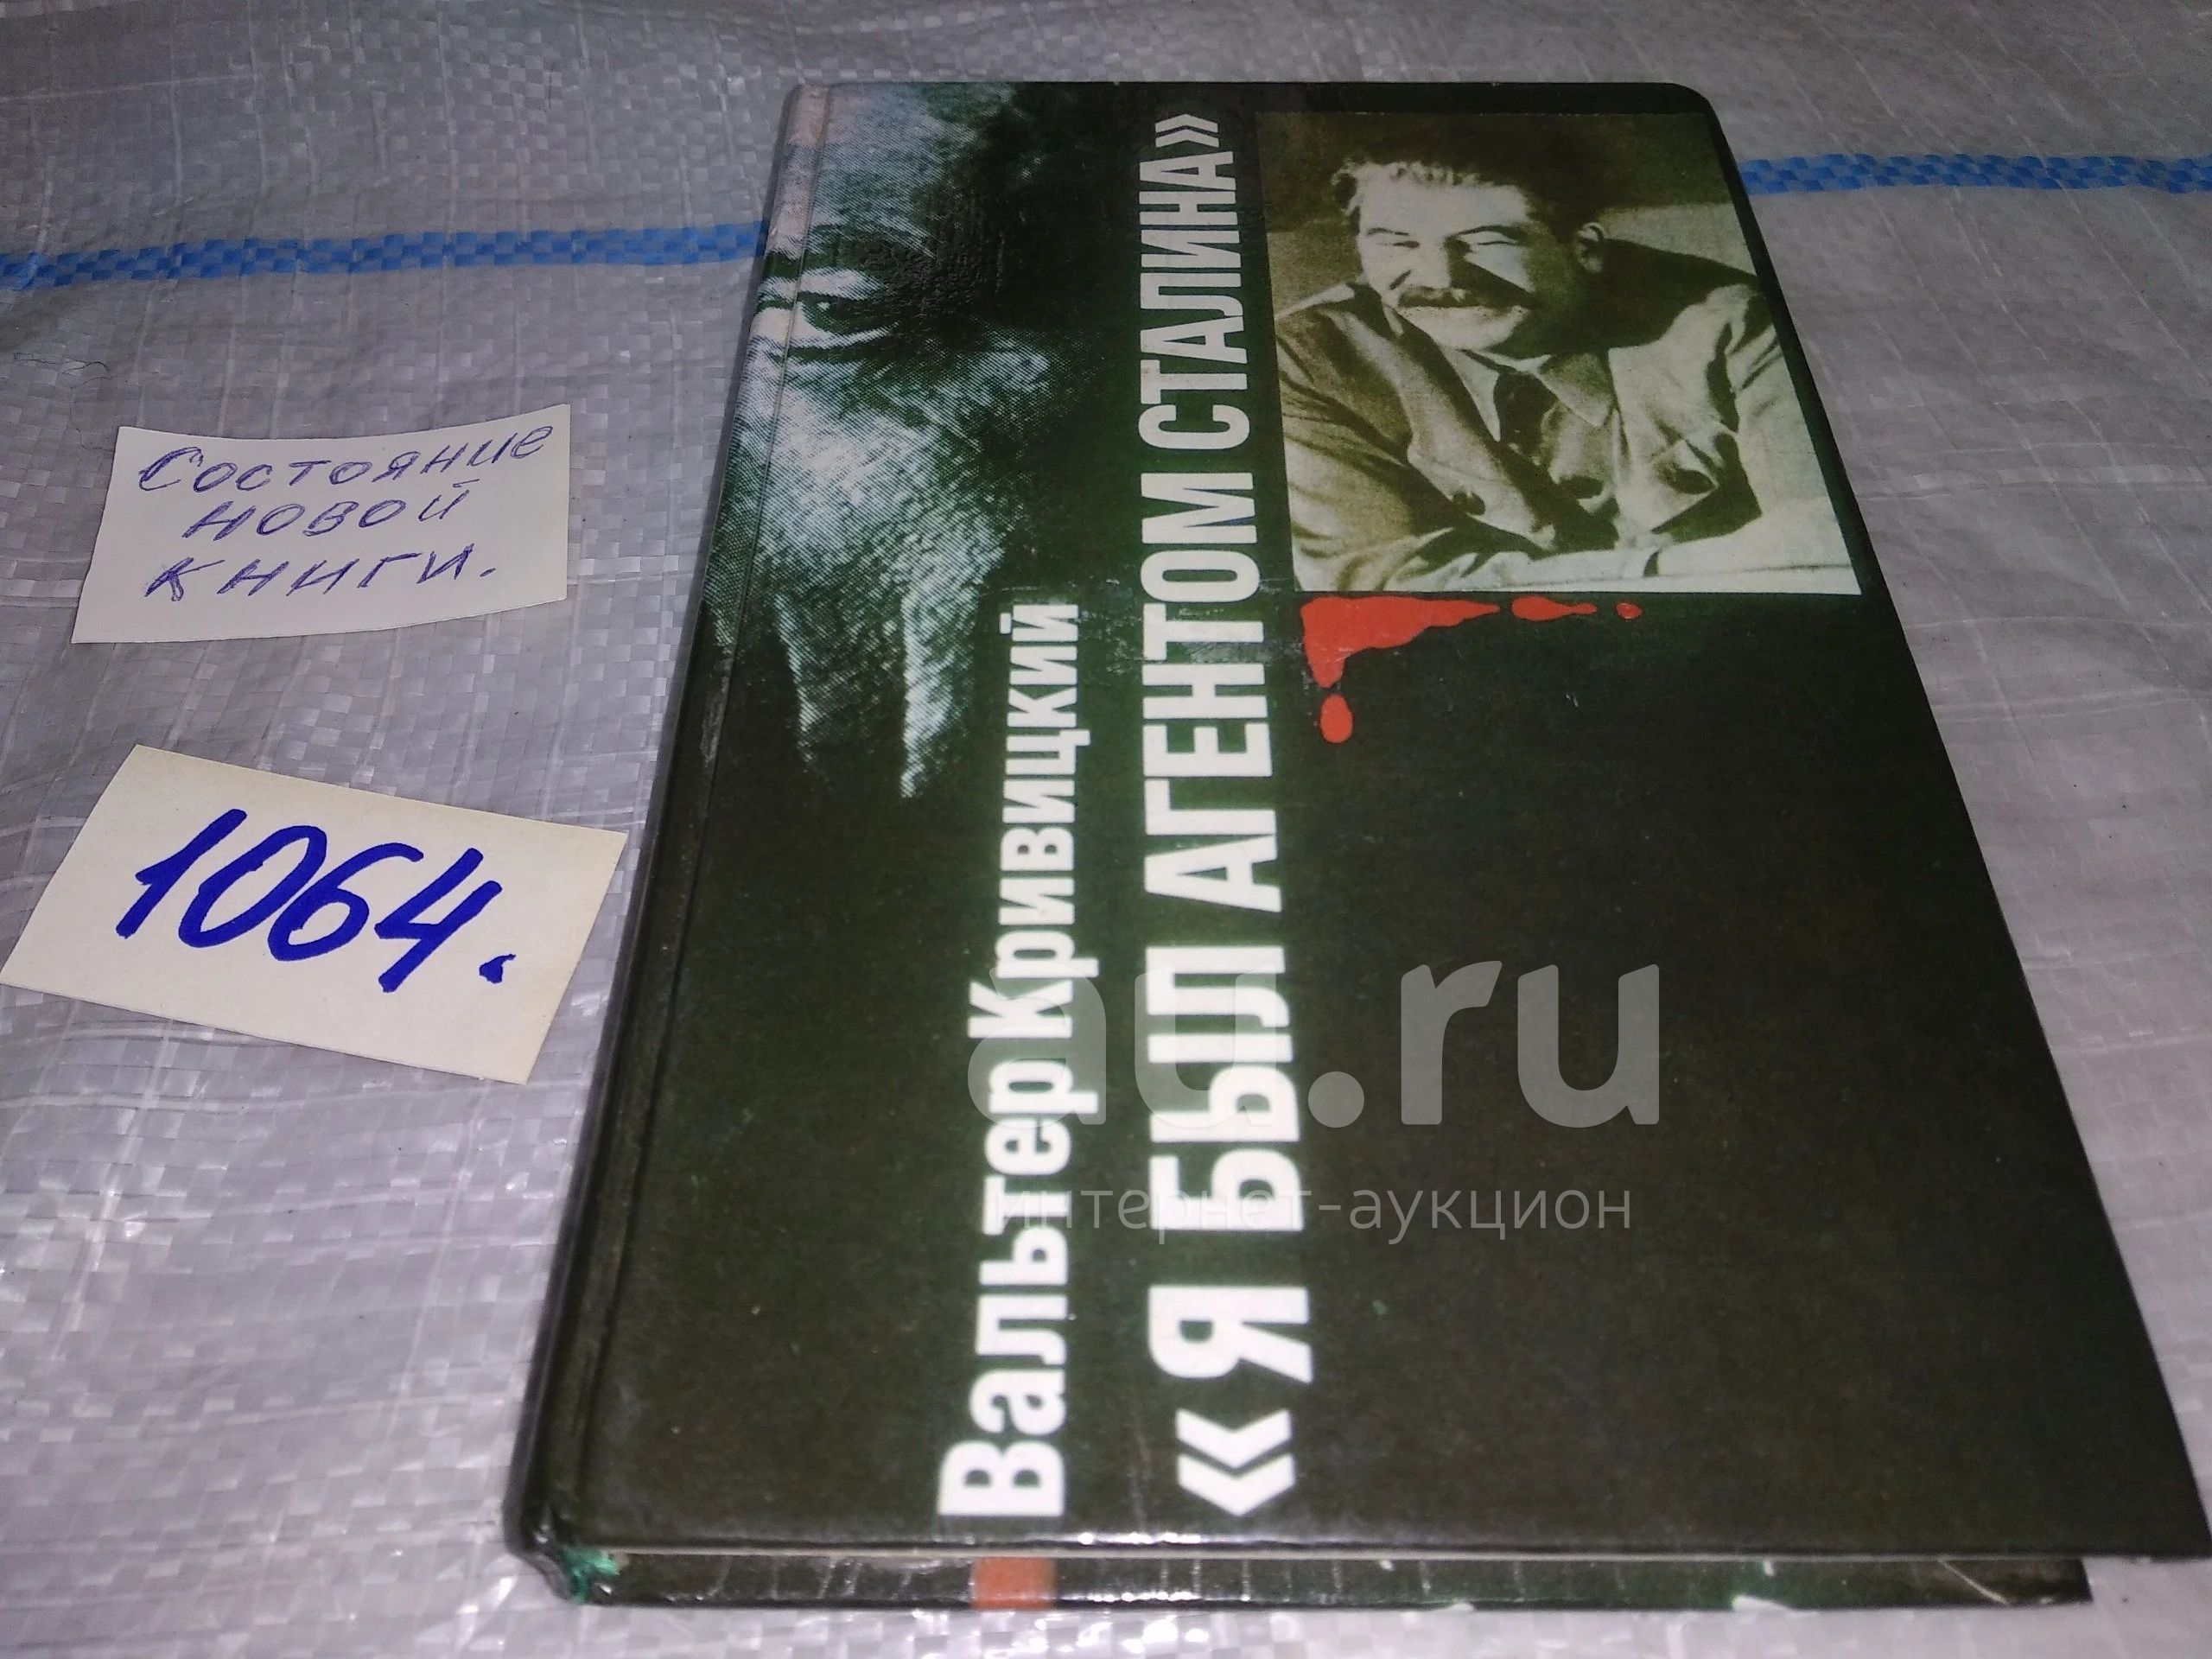 Состояние
новой
книги.
1064.
Вальтер Кривицкий
«Я БЫЛ АГЕНТОМ СТАЛИНА»
au.ru
интернет-аукцион